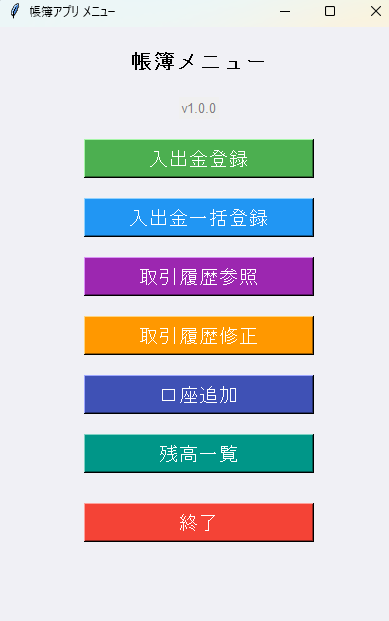 帳簿アプリ メニュー
帳簿メニュー
v1.0.0
入出金登録
入出金一括登録
取引履歴参照
取引履歴修正
口座追加
残高一覧
終了